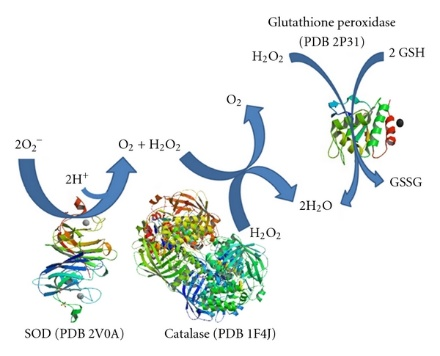 Glutathione peroxidase
(PDB 2P31)
H₂O₂
2 GSH
O₂
2O₂⁻
O₂ + H₂O₂
2H⁺
GSSG
2H₂O
H₂O₂
SOD (PDB 2V0A)
Catalase (PDB 1F4J)